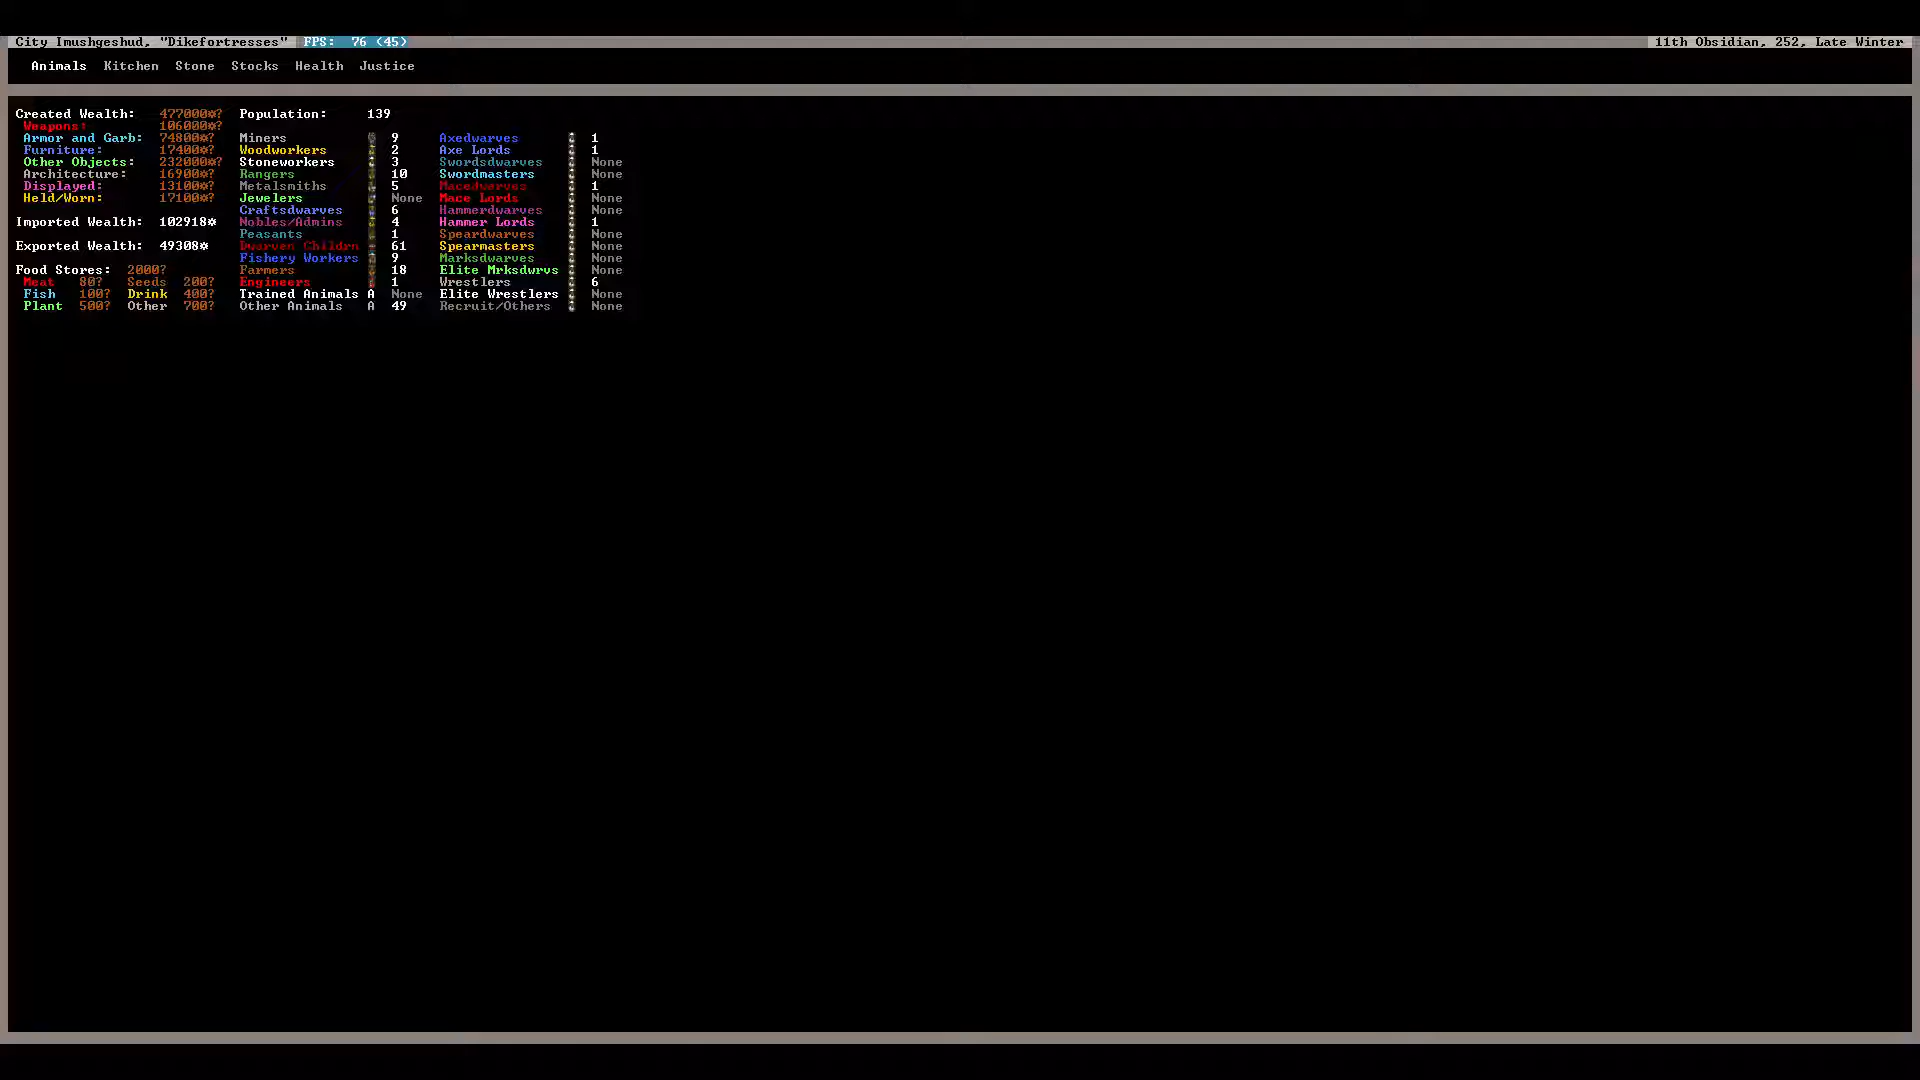 City Imushgeshud, "Dikefortresses" FPS: 76 (45) 11th Obsidian, 252, Late Winter
Animals Kitchen Stone Stocks Health Justice
Created Wealth: 477000☼? Population: 139
Weapons: 106000☼?
Armor and Garb: 74800☼? Miners 9 Axedwarves 1
Furniture: 17400☼? Woodworkers 2 Axe Lords 1
Other Objects: 232000☼? Stoneworkers 3 Swordsdwarves None
Architecture: 16900☼? Rangers 10 Swordmasters None
Displayed: 13100☼? Metalsmiths 5 Macedwarves 1
Held/Worn: 17100☼? Jewelers None Mace Lords None
Craftsdwarves 6 Hammerdwarves None
Imported Wealth: 102918☼ Nobles/Admins 4 Hammer Lords 1
Peasants 1 Speardwarves None
Exported Wealth: 49308☼ Dwarven Childrn 61 Spearmasters None
Fishery Workers 9 Marksdwarves None
Food Stores: 2000? Farmers 18 Elite Mrksdwrvs None
Meat 80? Seeds 200? Engineers 1 Wrestlers 6
Fish 100? Drink 400? Trained Animals A None Elite Wrestlers None
Plant 500? Other 700? Other Animals A 49 Recruit/Others None